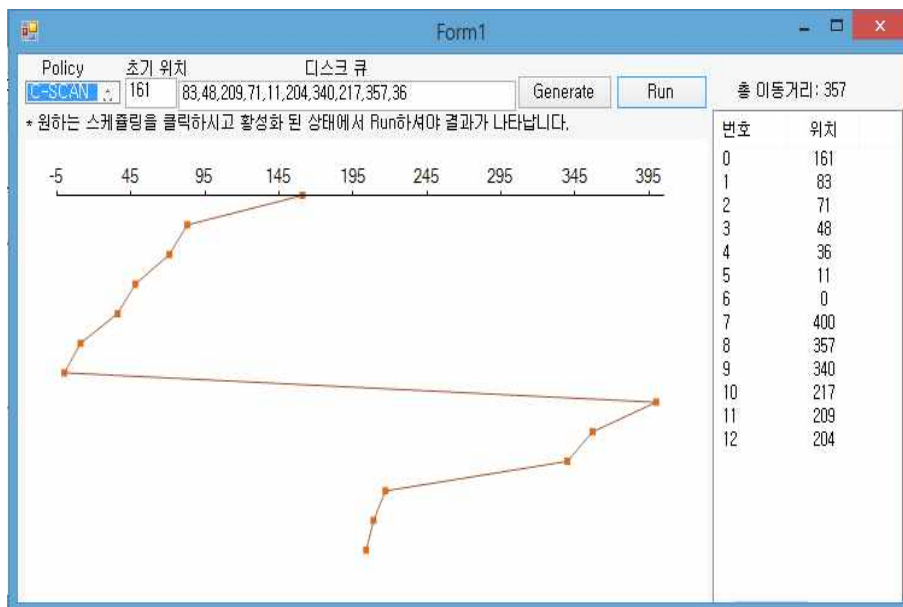 Form1
Policy 초기 위치 디스크 큐
C-SCAN 161 83,48,209,71,11,204,340,217,357,36 Generate Run 총 이동거리: 357
* 원하는 스케쥴링을 클릭하시고 황성화 된 상태에서 Run하셔야 결과가 나타납니다.
번호 위치
-5 45 95 145 195 245 295 345 395
0 161
1 83
2 71
3 48
4 36
5 11
6 0
7 400
8 357
9 340
10 217
11 209
12 204